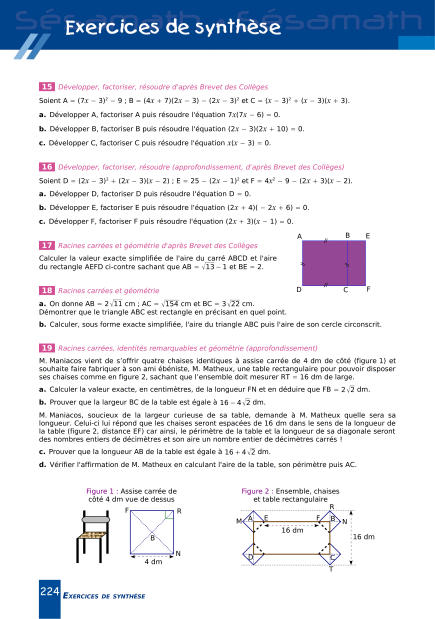 Sésamath Sésamath
Exercices de synthèse
15 Développer, factoriser, résoudre d'après Brevet des Collèges
Soient A = (7x − 3)² − 9 ; B = (4x + 7)(2x − 3) − (2x − 3)² et C = (x − 3)² + (x − 3)(x + 3).
a. Développer A, factoriser A puis résoudre l'équation 7x(7x − 6) = 0.
b. Développer B, factoriser B puis résoudre l'équation (2x − 3)(2x + 10) = 0.
c. Développer C, factoriser C puis résoudre l'équation x(x − 3) = 0.
16 Développer, factoriser, résoudre (approfondissement, d'après Brevet des Collèges)
Soient D = (2x − 3)² + (2x − 3)(x − 2) ; E = 25 − (2x − 1)² et F = 4x² − 9 − (2x + 3)(x − 2).
a. Développer D, factoriser D puis résoudre l'équation D = 0.
b. Développer E, factoriser E puis résoudre l'équation (2x + 4)( − 2x + 6) = 0.
c. Développer F, factoriser F puis résoudre l'équation (2x + 3)(x − 1) = 0.
17 Racines carrées et géométrie d'après Brevet des Collèges
Calculer la valeur exacte simplifiée de l'aire du carré ABCD et l'aire
du rectangle AEFD ci-contre sachant que AB = √13 − 1 et BE = 2.
A B E
D C F
18 Racines carrées et géométrie
a. On donne AB = 2√11 cm ; AC = √154 cm et BC = 3√22 cm.
Démontrer que le triangle ABC est rectangle en précisant en quel point.
b. Calculer, sous forme exacte simplifiée, l'aire du triangle ABC puis l'aire de son cercle circonscrit.
19 Racines carrées, identités remarquables et géométrie (approfondissement)
M. Maniacos vient de s’offrir quatre chaises identiques à assise carrée de 4 dm de côté (figure 1) et
souhaite faire fabriquer à son ami ébéniste, M. Matheux, une table rectangulaire pour pouvoir disposer
ses chaises comme en figure 2, sachant que l’ensemble doit mesurer RT = 16 dm de large.
a. Calculer la valeur exacte, en centimètres, de la longueur FN et en déduire que FB = 2√2 dm.
b. Prouver que la largeur BC de la table est égale à 16 − 4√2 dm.
M. Maniacos, soucieux de la largeur curieuse de sa table, demande à M. Matheux quelle sera sa
longueur. Celui-ci lui répond que les chaises seront espacées de 16 dm dans le sens de la longueur de
la table (figure 2, distance EF) car ainsi, le périmètre de la table et la longueur de sa diagonale seront
des nombres entiers de décimètres et son aire un nombre entier de décimètres carrés !
c. Prouver que la longueur AB de la table est égale à 16 + 4√2 dm.
d. Vérifier l'affirmation de M. Matheux en calculant l'aire de la table, son périmètre puis AC.
Figure 1 : Assise carrée de
côté 4 dm vue de dessus
F R
B
N
4 dm
Figure 2 : Ensemble, chaises
et table rectangulaire
R
M A E F B N
16 dm
16 dm
D C
T
224 EXERCICES DE SYNTHÈSE